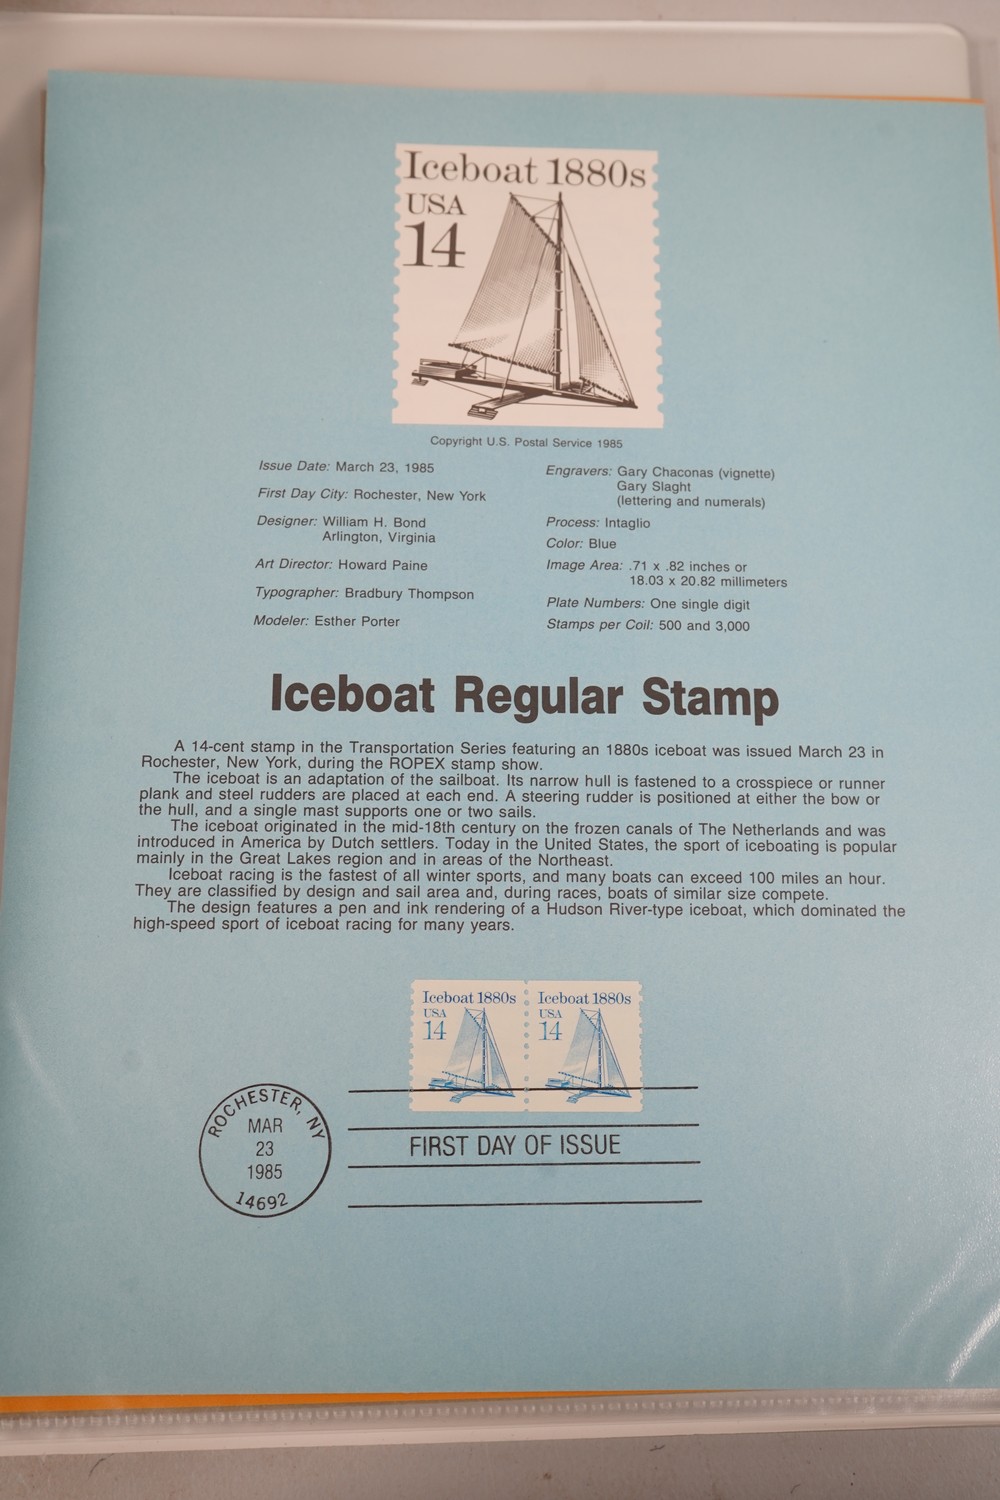 Iceboat 1880s
USA
14
Copyright U.S. Postal Service 1985
Issue Date: March 23, 1985
First Day City: Rochester, New York
Designer: William H. Bond
Arlington, Virginia
Art Director: Howard Paine
Typographer: Bradbury Thompson
Modeler: Esther Porter
Engravers: Gary Chaconas (vignette)
Gary Slaght
(lettering and numerals)
Process: Intaglio
Color: Blue
Image Area: .71 x .82 inches or
18.03 x 20.82 millimeters
Plate Numbers: One single digit
Stamps per Coil: 500 and 3,000
Iceboat Regular Stamp
A 14-cent stamp in the Transportation Series featuring an 1880s iceboat was issued March 23 in
Rochester, New York, during the ROPEX stamp show.
The iceboat is an adaptation of the sailboat. Its narrow hull is fastened to a crosspiece or runner
plank and steel rudders are placed at each end. A steering rudder is positioned at either the bow or
the hull, and a single mast supports one or two sails.
The iceboat originated in the mid-18th century on the frozen canals of The Netherlands and was
introduced in America by Dutch settlers. Today in the United States, the sport of iceboating is popular
mainly in the Great Lakes region and in areas of the Northeast.
Iceboat racing is the fastest of all winter sports, and many boats can exceed 100 miles an hour.
They are classified by design and sail area and, during races, boats of similar size compete.
The design features a pen and ink rendering of a Hudson River-type iceboat, which dominated the
high-speed sport of iceboat racing for many years.
Iceboat 1880s
USA
14
Iceboat 1880s
USA
14
ROCHESTER, NY
MAR
23
1985
14692
FIRST DAY OF ISSUE